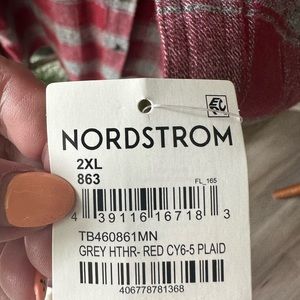 NORDSTROM
2XL
863
FL_165
4 39116 16718 3
TB460861MN
GREY HTHR- RED CY6-5 PLAID
406778781368